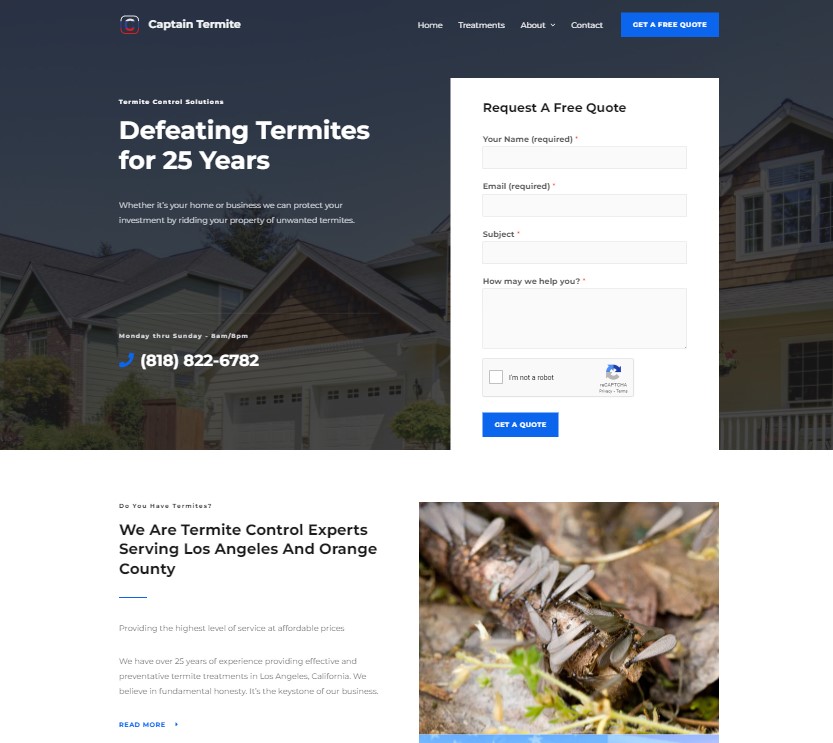 Captain Termite
Home Treatments About Contact GET A FREE QUOTE
Termite Control Solutions
Defeating Termites
for 25 Years
Whether it's your home or business we can protect your
investment by ridding your property of unwanted termites.
Monday thru Sunday - 8am/8pm
(818) 822-6782
Request A Free Quote
Your Name (required) *
Email (required) *
Subject *
How may we help you? *
I'm not a robot
reCAPTCHA
Privacy - Terms
GET A QUOTE
Do You Have Termites?
We Are Termite Control Experts
Serving Los Angeles And Orange
County
Providing the highest level of service at affordable prices
We have over 25 years of experience providing effective and
preventative termite treatments in Los Angeles, California. We
believe in fundamental honesty. It's the keystone of our business.
READ MORE